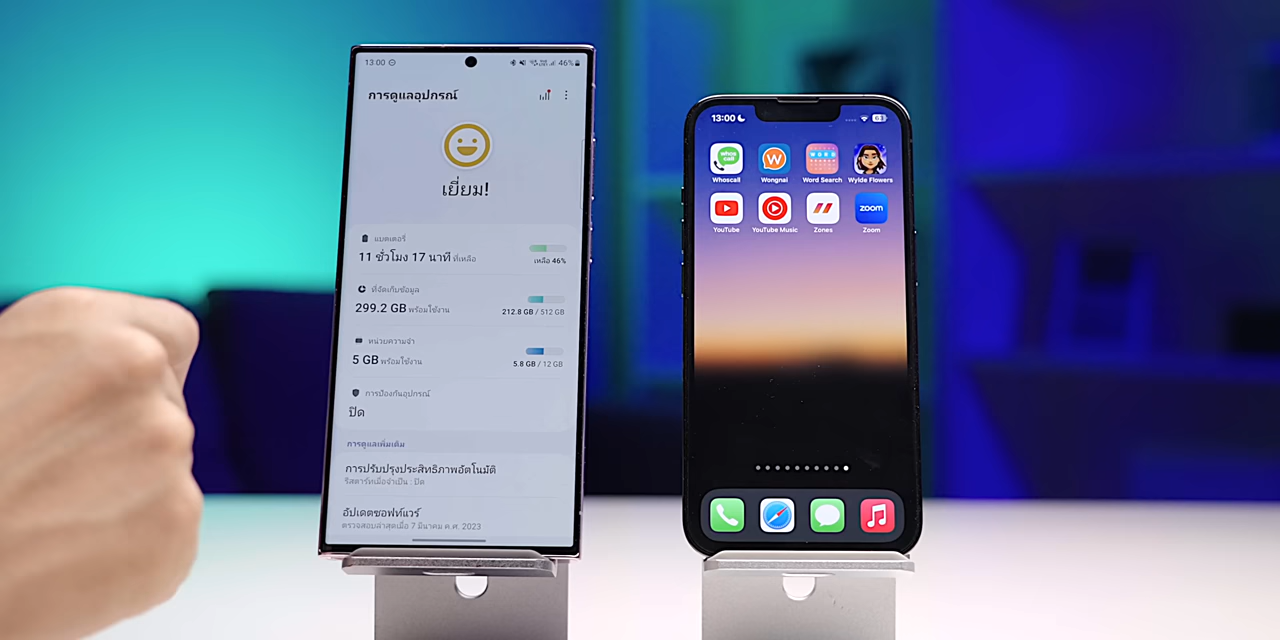 13:00
46%
การดูแลอุปกรณ์
เยี่ยม!
แบตเตอรี่
11 ชั่วโมง 17 นาที ที่เหลือ
เหลือ 46%
ที่จัดเก็บข้อมูล
299.2 GB พร้อมใช้งาน
212.8 GB / 512 GB
หน่วยความจำ
5 GB พร้อมใช้งาน
5.8 GB / 12 GB
การป้องกันอุปกรณ์
ปิด
การดูแลเพิ่มเติม
การปรับปรุงประสิทธิภาพอัตโนมัติ
รีสตาร์ทเมื่อจำเป็น : ปิด
อัปเดตซอฟท์แวร์
ตรวจสอบล่าสุดเมื่อ 7 มีนาคม ค.ศ. 2023
13:00
63
whos call
WORD
Whoscall Wongnai Word Search Wylde Flowers
zoom
YouTube YouTube Music Zones Zoom